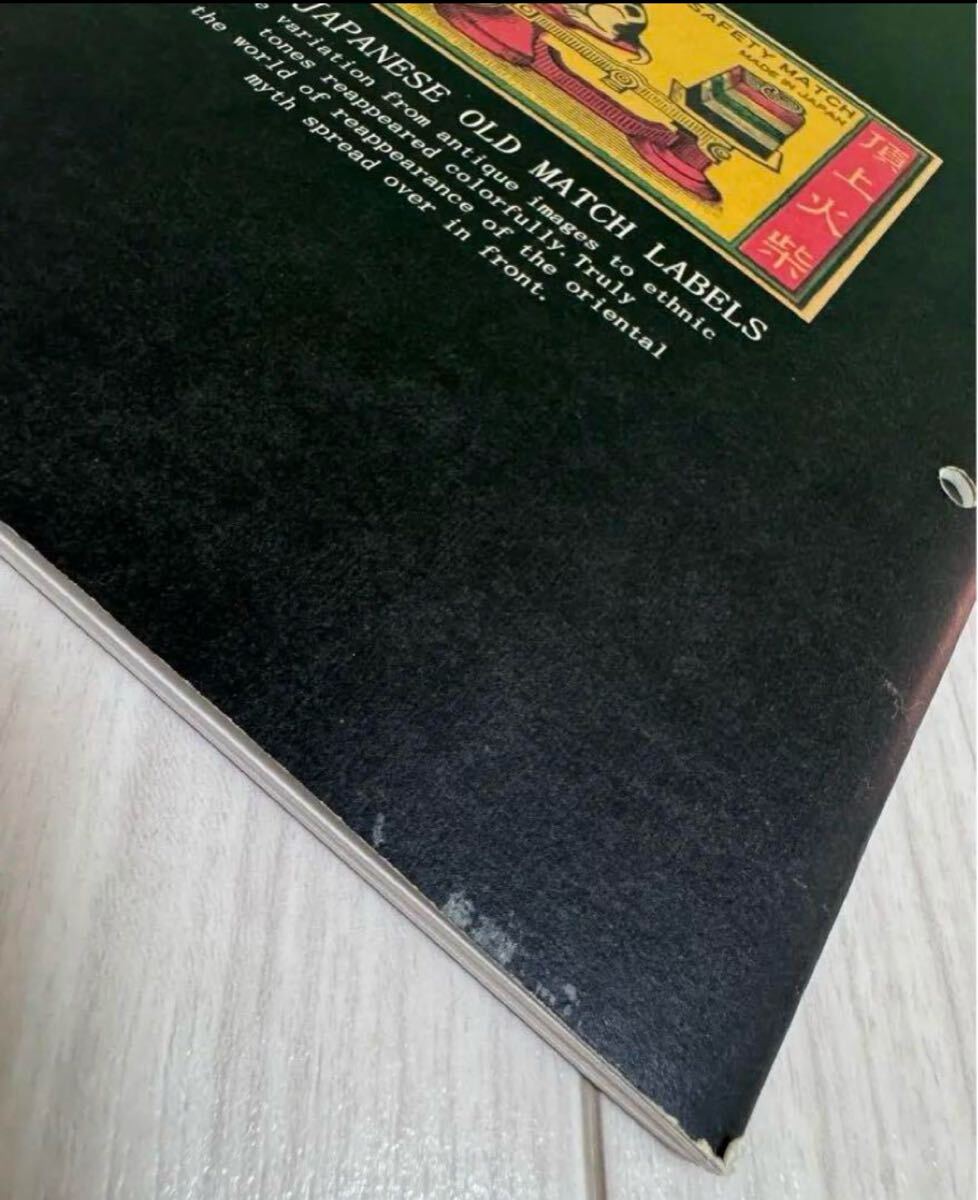 SAFETY MATCH
MADE IN JAPAN
頂上火柴
JAPANESE OLD MATCH LABELS
variation from antique images to ethnic
tones reappeared colorfully. Truly
the world of reappearance of the oriental
myth spread over in front.